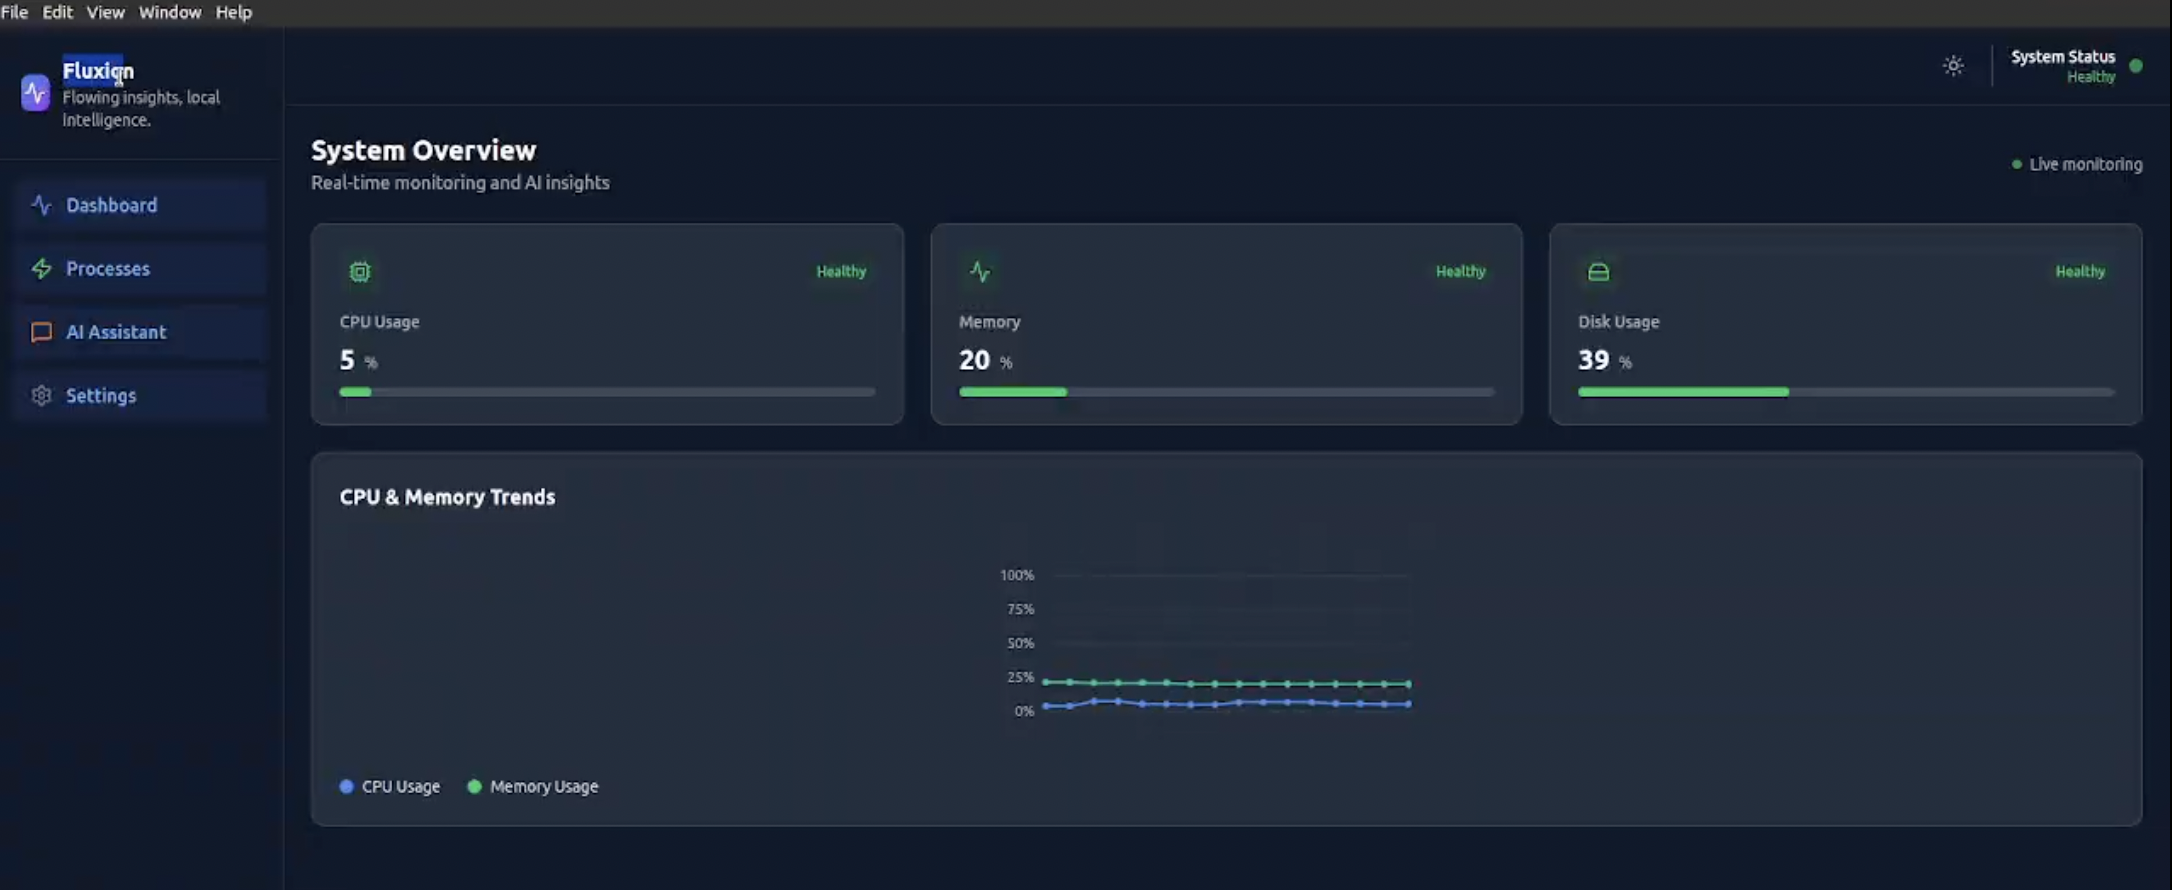 File Edit View Window Help
Fluxion
Flowing insights, local
intelligence.
System Status
Healthy
Dashboard
Processes
AI Assistant
Settings
System Overview
Real-time monitoring and AI insights
Live monitoring
Healthy
CPU Usage
5 %
Healthy
Memory
20 %
Healthy
Disk Usage
39 %
CPU & Memory Trends
100%
75%
50%
25%
0%
CPU Usage
Memory Usage